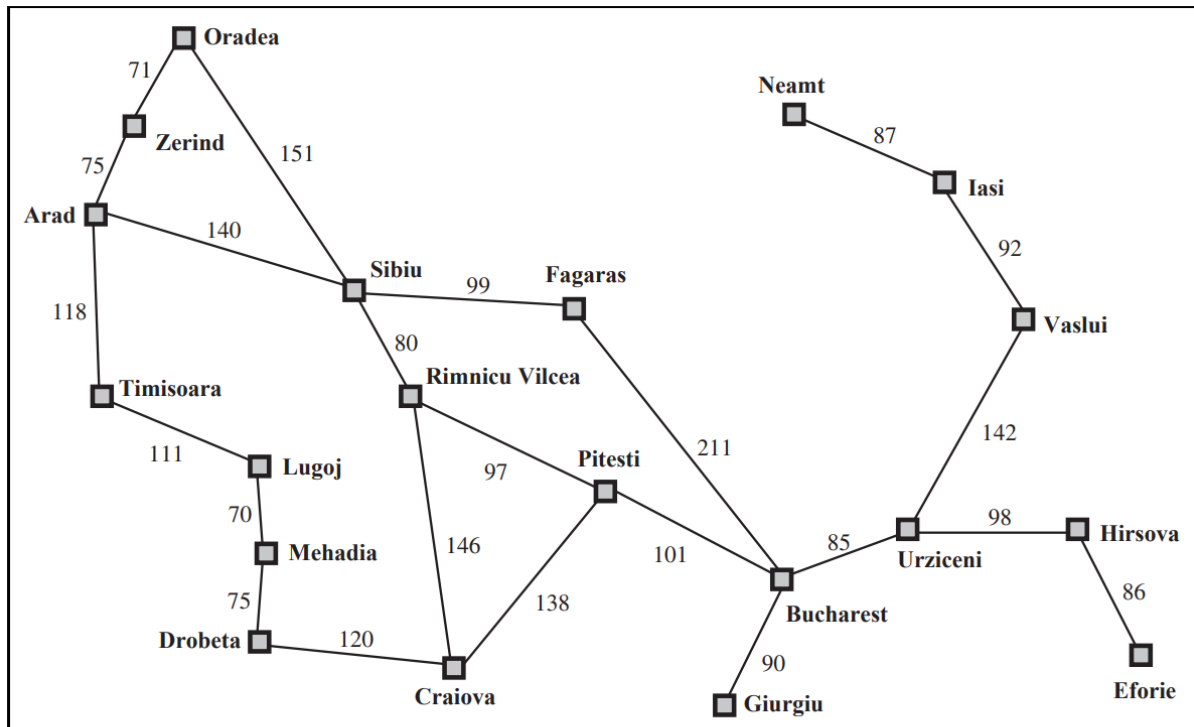 Oradea
71
Neamt
87
Zerind
151
75
Iasi
Arad
140
92
Sibiu
99
Fagaras
118
Vaslui
80
Timisoara
Rimnicu Vilcea
142
211
111
Lugoj
97
Pitesti
70
98
Hirsova
Mehadia
146
101
85
Urziceni
86
75
138
Bucharest
Drobeta
120
90
Eforie
Craiova
Giurgiu